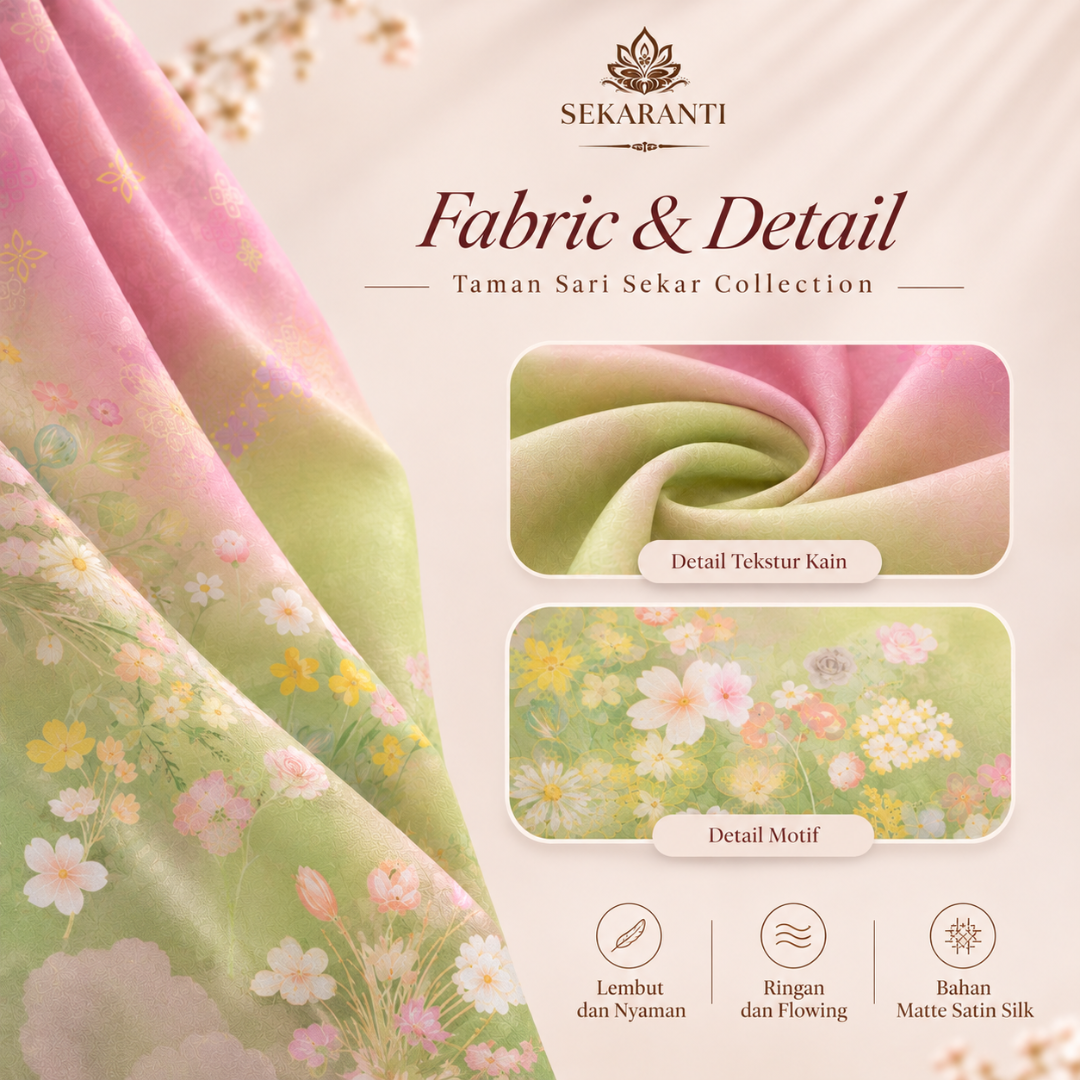 SEKARANTI
Fabric & Detail
Taman Sari Sekar Collection
Detail Tekstur Kain
Detail Motif
Lembut
dan Nyaman
Ringan
dan Flowing
Bahan
Matte Satin Silk